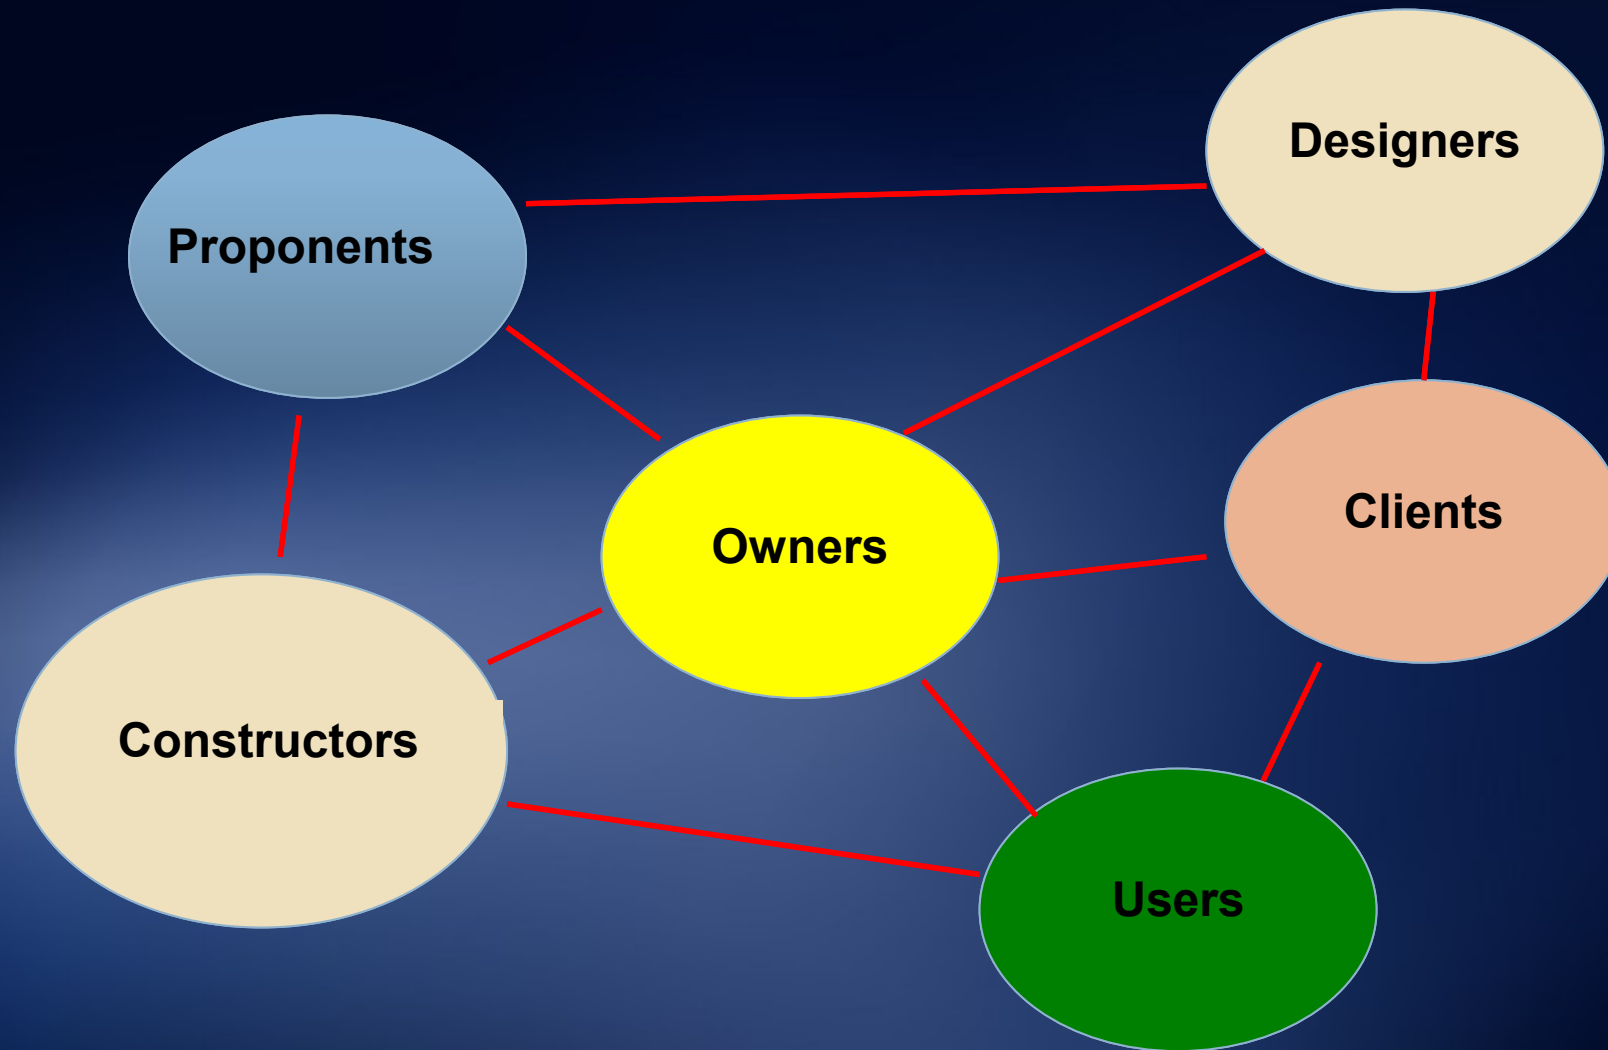 Designers
Proponents
Clients
Owners
Constructors
Users